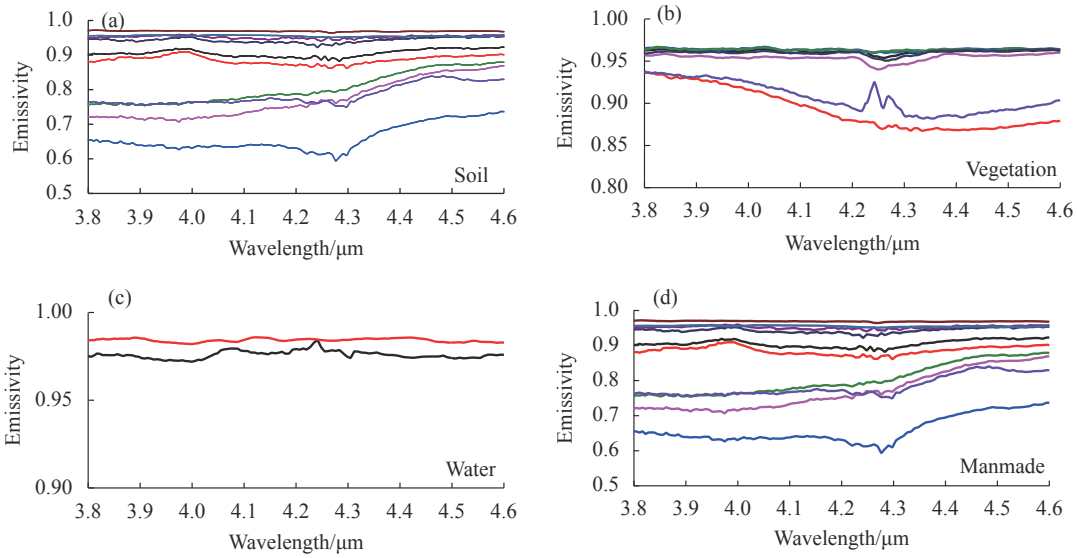 (a)
1.0
0.9
0.8
0.7
0.6
0.5
Emissivity
Soil
3.8 3.9 4.0 4.1 4.2 4.3 4.4 4.5 4.6
Wavelength/μm
(b)
1.00
0.95
0.90
0.85
0.80
Emissivity
Vegetation
3.8 3.9 4.0 4.1 4.2 4.3 4.4 4.5 4.6
Wavelength/μm
(c)
1.00
0.95
0.90
Emissivity
Water
3.8 3.9 4.0 4.1 4.2 4.3 4.4 4.5 4.6
Wavelength/μm
(d)
1.0
0.9
0.8
0.7
0.6
0.5
Emissivity
Manmade
3.8 3.9 4.0 4.1 4.2 4.3 4.4 4.5 4.6
Wavelength/μm